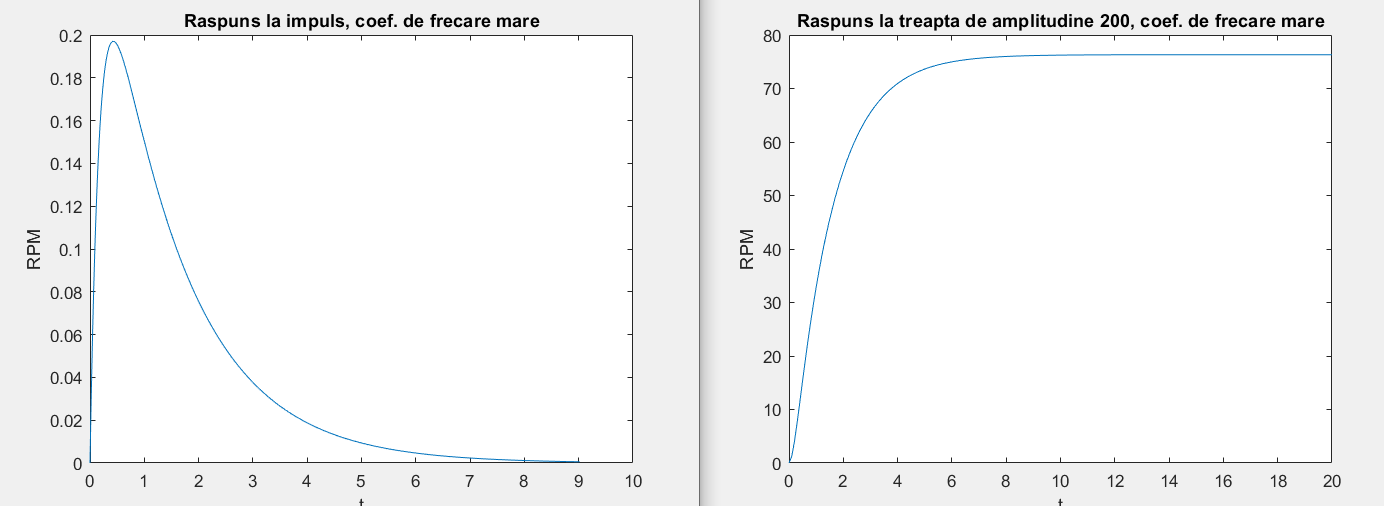 Raspuns la impuls, coef. de frecare mare
0.2
0.18
0.16
0.14
0.12
0.1
0.08
0.06
0.04
0.02
0
RPM
0 1 2 3 4 5 6 7 8 9 10
t
Raspuns la treapta de amplitudine 200, coef. de frecare mare
80
70
60
50
40
30
20
10
0
RPM
0 2 4 6 8 10 12 14 16 18 20
t